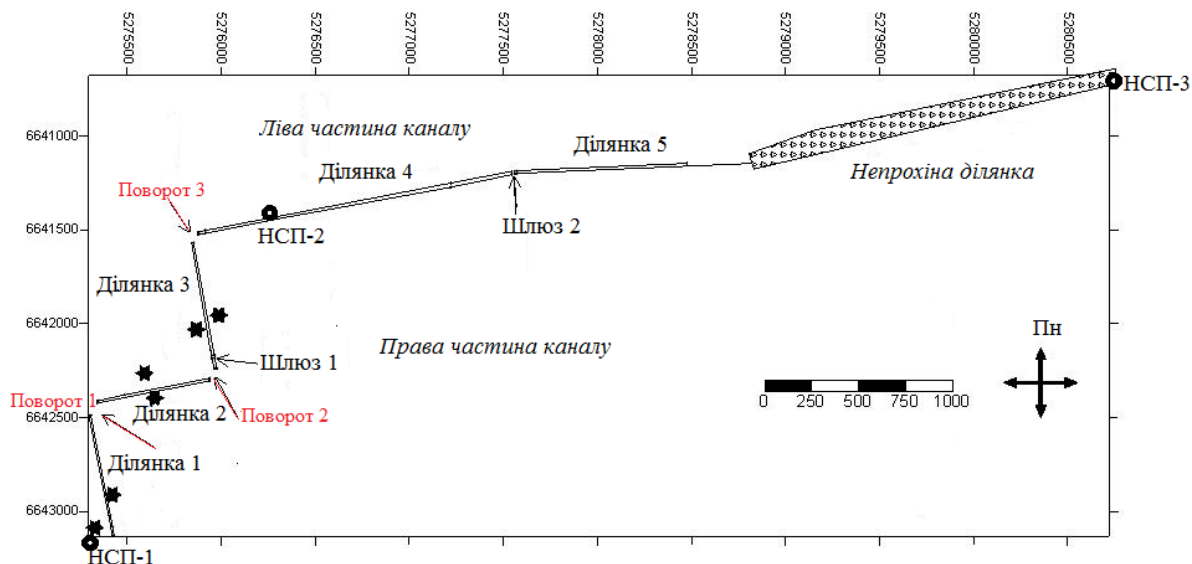 5275500
5276000
5276500
5277000
5277500
5278000
5278500
5279000
5279500
5280000
5280500
НСП-3
6641000
Ліва частина каналу
Ділянка 5
Ділянка 4
Непрохіна ділянка
Поворот 3
Шлюз 2
6641500
НСП-2
Ділянка 3
6642000
Пн
Права частина каналу
Шлюз 1
0 250 500 750 1000
Поворот 1
Ділянка 2
Поворот 2
6642500
Ділянка 1
6643000
НСП-1